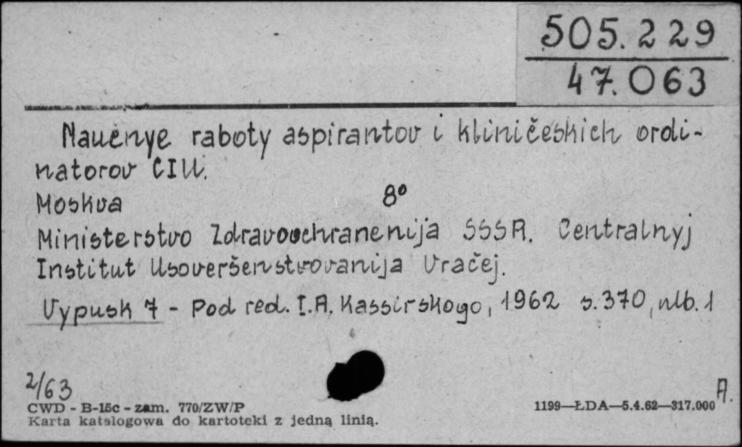 505.229
47.063
Naučnye raboty aspirantov i kliničeskich ordi-
natorov CIU.
Moskva 8°
Ministerstvo Zdravoochranenija SSSR. Centralnyj
Institut Usoveršenstvovanija Vračej.
Vypusk 7 - Pod red. I.A. Kassirskogo, 1962 s.370, nlb. 1
2/63
CWD - B-15c - zam. 770/ZW/P
Karta katalogowa do kartoteki z jedną linią.
1199—ŁDA—5.4.62—317.000 A.